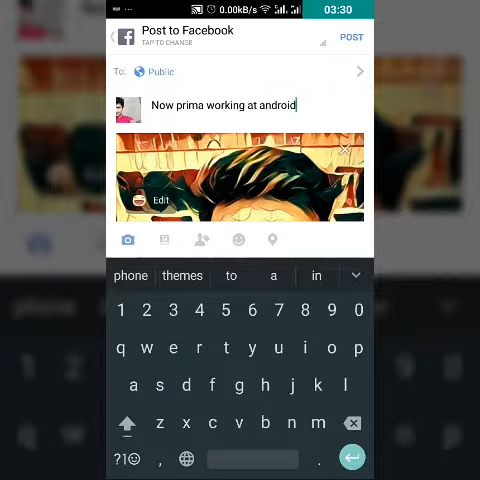 0.00kB/s 03:30
Post to Facebook
TAP TO CHANGE
POST
To: Public
Now prima working at android
Edit
phone themes to a in
1 2 3 4 5 6 7 8 9 0
q w e r t y u i o p
a s d f g h j k l
z x c v b n m
?1☺ , .